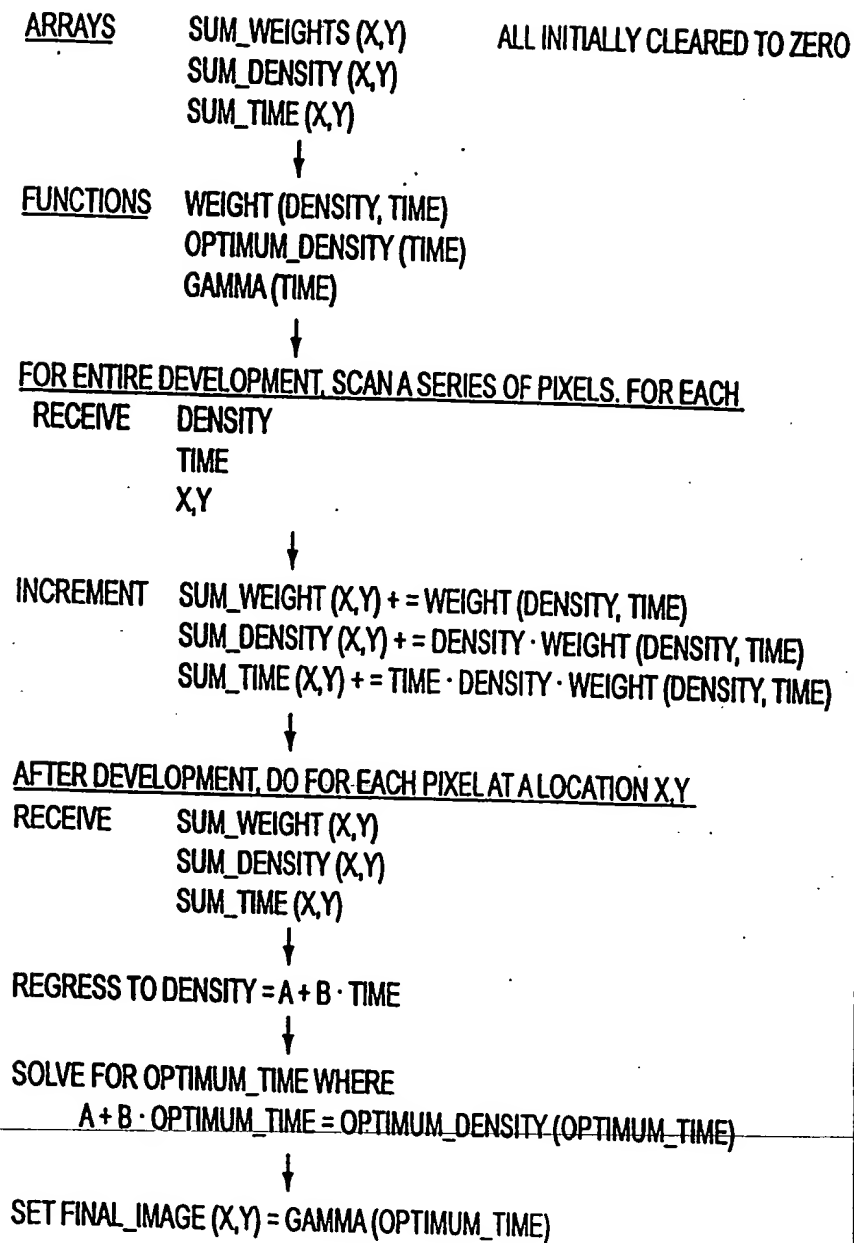 ARRAYS SUM_WEIGHTS (X,Y) ALL INITIALLY CLEARED TO ZERO
SUM_DENSITY (X,Y)
SUM_TIME (X,Y)
FUNCTIONS WEIGHT (DENSITY, TIME)
OPTIMUM_DENSITY (TIME)
GAMMA (TIME)
FOR ENTIRE DEVELOPMENT, SCAN A SERIES OF PIXELS. FOR EACH
RECEIVE DENSITY
TIME
X,Y
INCREMENT SUM_WEIGHT (X,Y) + = WEIGHT (DENSITY, TIME)
SUM_DENSITY (X,Y) + = DENSITY · WEIGHT (DENSITY, TIME)
SUM_TIME (X,Y) + = TIME · DENSITY · WEIGHT (DENSITY, TIME)
AFTER DEVELOPMENT, DO FOR EACH PIXEL AT A LOCATION X,Y
RECEIVE SUM_WEIGHT (X,Y)
SUM_DENSITY (X,Y)
SUM_TIME (X,Y)
REGRESS TO DENSITY = A + B · TIME
SOLVE FOR OPTIMUM_TIME WHERE
A + B · OPTIMUM_TIME = OPTIMUM_DENSITY (OPTIMUM_TIME)
SET FINAL_IMAGE (X,Y) = GAMMA (OPTIMUM_TIME)